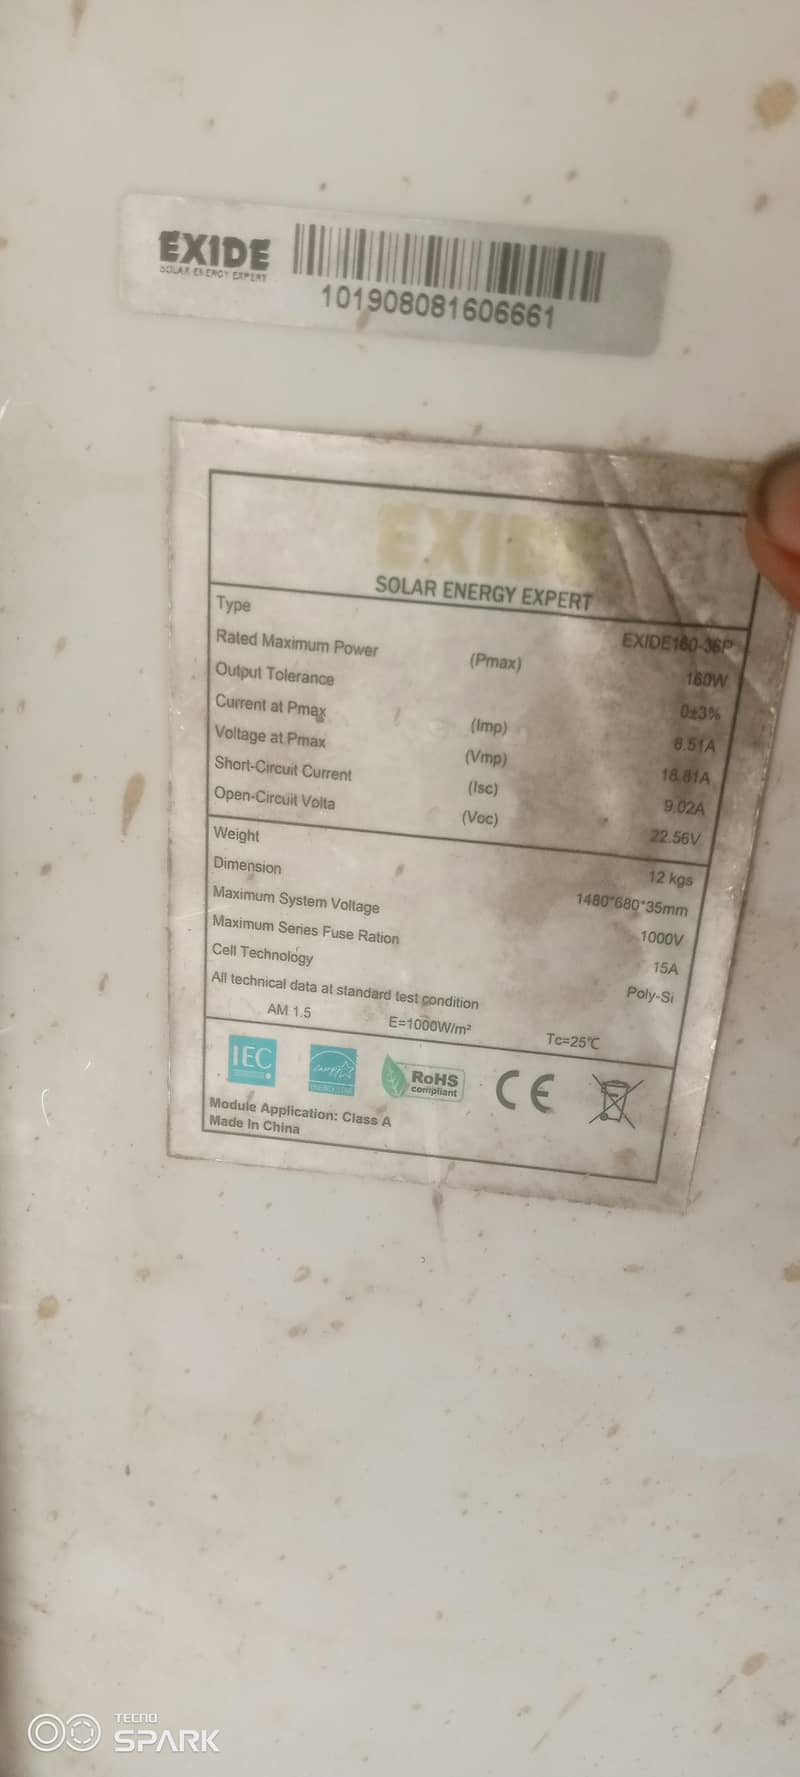 EXIDE
SOLAR ENERGY EXPERT
101908081606661
EXIDE
SOLAR ENERGY EXPERT
Type EXIDE160-36P
Rated Maximum Power (Pmax) 160W
Output Tolerance 0±3%
Current at Pmax (Imp) 8.51A
Voltage at Pmax (Vmp) 18.81A
Short-Circuit Current (Isc) 9.02A
Open-Circuit Volta (Voc) 22.56V
Weight 12 kgs
Dimension 1480*680*35mm
Maximum System Voltage 1000V
Maximum Series Fuse Ration 15A
Cell Technology Poly-Si
All technical data at standard test condition
AM 1.5 E=1000W/m² Tc=25℃
IEC
energy
ENERGY STAR
RoHS
compliant
CE
Module Application: Class A
Made In China
TECNO
SPARK